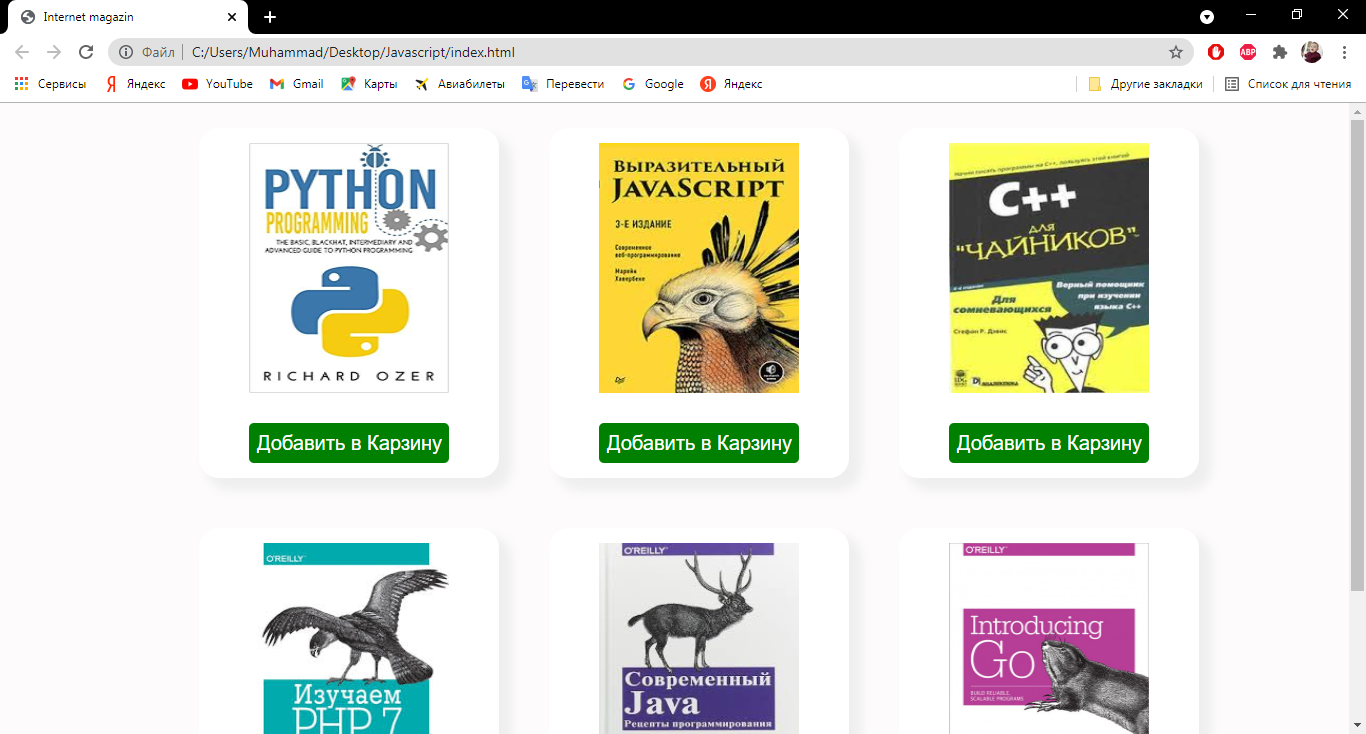 Internet magazin
Файл C:/Users/Muhammad/Desktop/Javascript/index.html ABP
Сервисы Яндекс YouTube Gmail Карты Авиабилеты Перевести Google Яндекс Другие закладки Список для чтения
PYTHON
PROGRAMMING
THE BASIC, BLACKHAT, INTERMEDIARY AND
ADVANCED GUIDE TO PYTHON PROGRAMMING
RICHARD OZER
Выразительный
JavaScript
3-е издание
Современное
веб-программирование
Марейн
Хавербеке
Начни писать программы на C++, пользуясь этой книгой!
C++
для
"ЧАЙНИКОВ"
4-е издание
Верный помощник
при изучении
языка C++
Для
сомневающихся
Стефан Р. Дэвис
ДИАЛЕКТИКА
Добавить в Карзину
Добавить в Карзину
Добавить в Карзину
O'REILLY
Изучаем
PHP 7
O'REILLY
Современный
Java
Рецепты программирования
O'REILLY
Introducing
Go
BUILD RELIABLE,
SCALABLE PROGRAMS